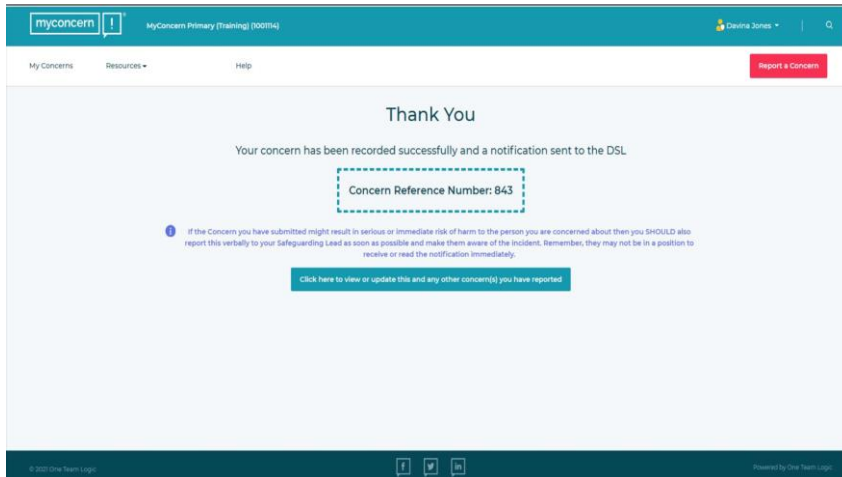 myconcern !
MyConcern Primary (Training) (1001114)
Davina Jones
My Concerns
Resources
Help
Report a Concern
Thank You
Your concern has been recorded successfully and a notification sent to the DSL
Concern Reference Number: 843
If the Concern you have submitted might result in serious or immediate risk of harm to the person you are concerned about then you SHOULD also
report this verbally to your Safeguarding Lead as soon as possible and make them aware of the incident. Remember, they may not be in a position to
receive or read the notification immediately.
Click here to view or update this and any other concern(s) you have reported
© 2021 One Team Logic
f
in
Powered by One Team Logic